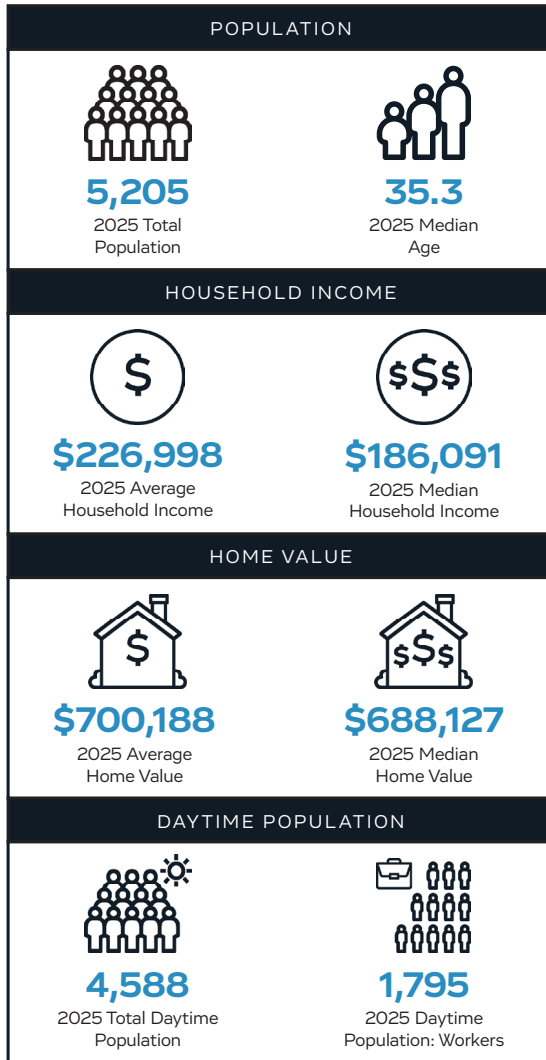 POPULATION
5,205
2025 Total
Population
35.3
2025 Median
Age
HOUSEHOLD INCOME
$
$226,998
2025 Average
Household Income
$$$
$186,091
2025 Median
Household Income
HOME VALUE
$
$700,188
2025 Average
Home Value
$$$
$688,127
2025 Median
Home Value
DAYTIME POPULATION
4,588
2025 Total Daytime
Population
1,795
2025 Daytime
Population: Workers